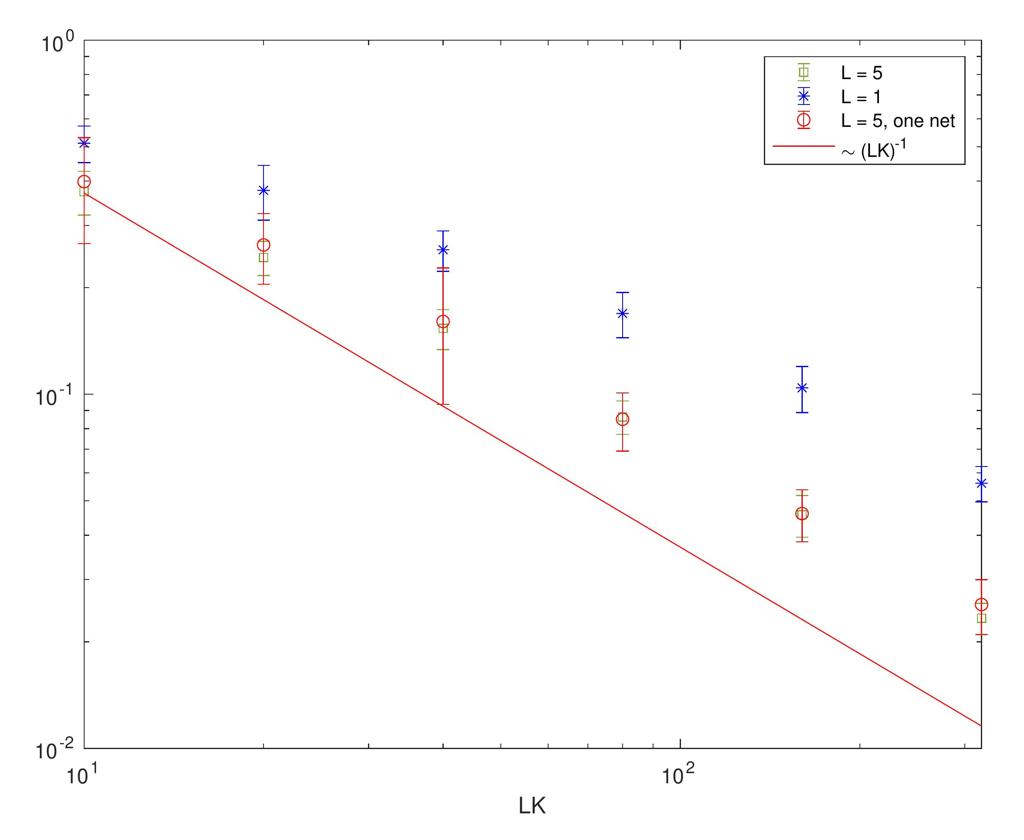 10^0
L = 5
L = 1
L = 5, one net
~ (LK)^-1
10^-1
10^-2
10^1
10^2
LK